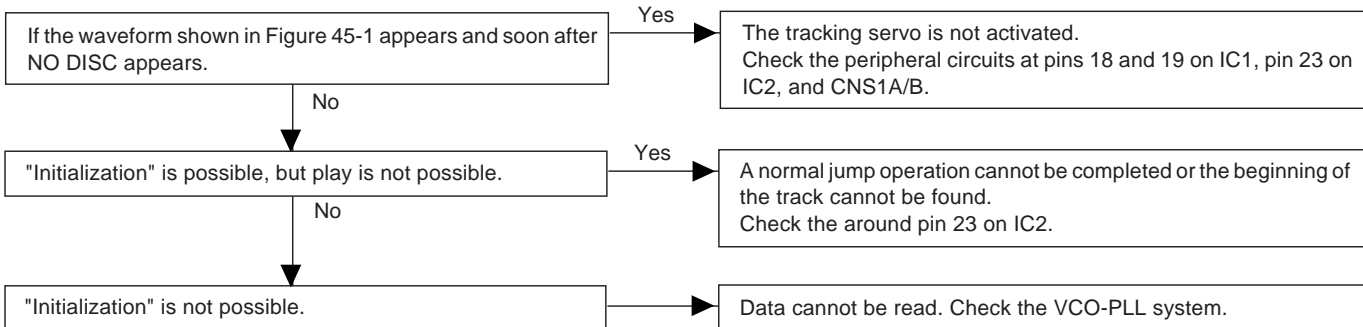 If the waveform shown in Figure 45-1 appears and soon after
NO DISC appears.
Yes
The tracking servo is not activated.
Check the peripheral circuits at pins 18 and 19 on IC1, pin 23 on
IC2, and CNS1A/B.
No
"Initialization" is possible, but play is not possible.
Yes
A normal jump operation cannot be completed or the beginning of
the track cannot be found.
Check the around pin 23 on IC2.
No
"Initialization" is not possible.
Data cannot be read. Check the VCO-PLL system.